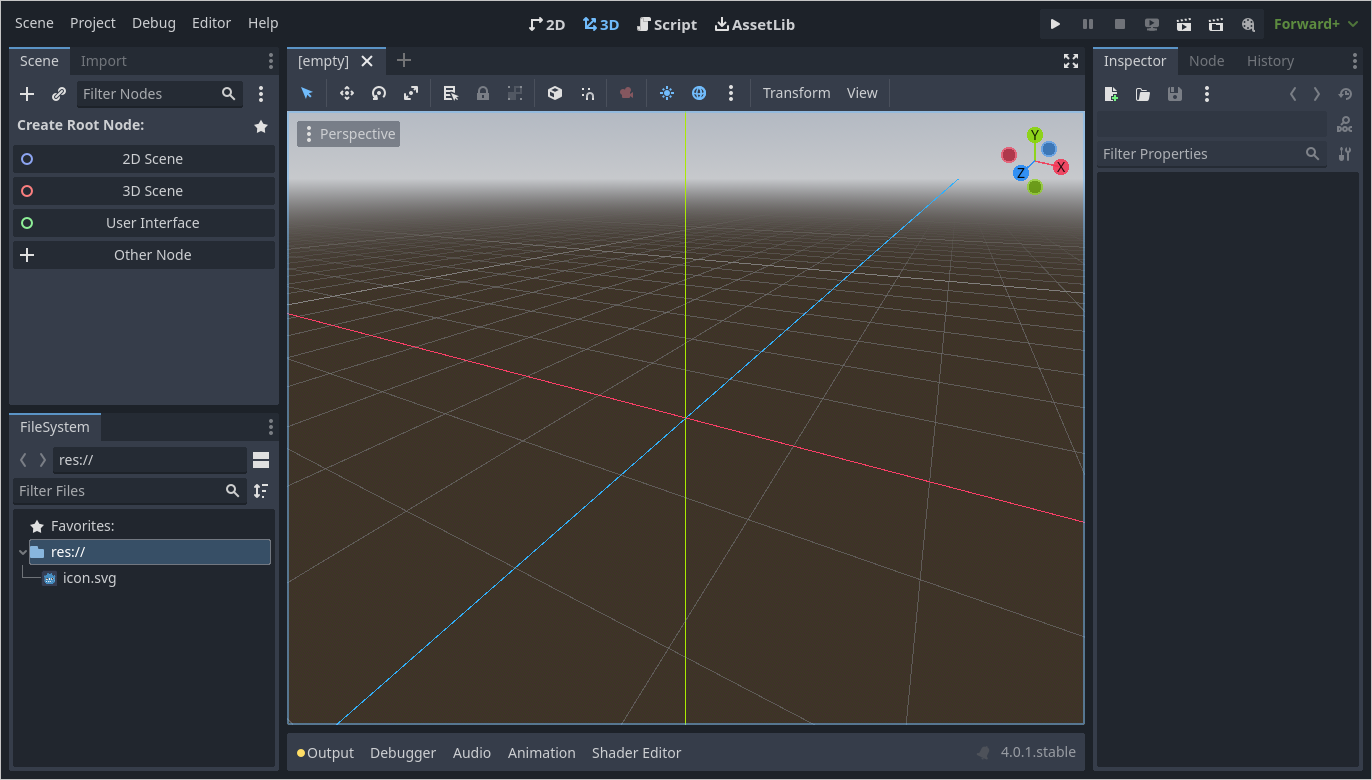 Scene Project Debug Editor Help
2D 3D Script AssetLib
Forward+
Scene Import
Filter Nodes
Create Root Node:
2D Scene
3D Scene
User Interface
Other Node
FileSystem
res://
Filter Files
Favorites:
res://
icon.svg
[empty]
Transform View
Perspective
Y
X
Z
Output Debugger Audio Animation Shader Editor
4.0.1.stable
Inspector Node History
DOC
Filter Properties